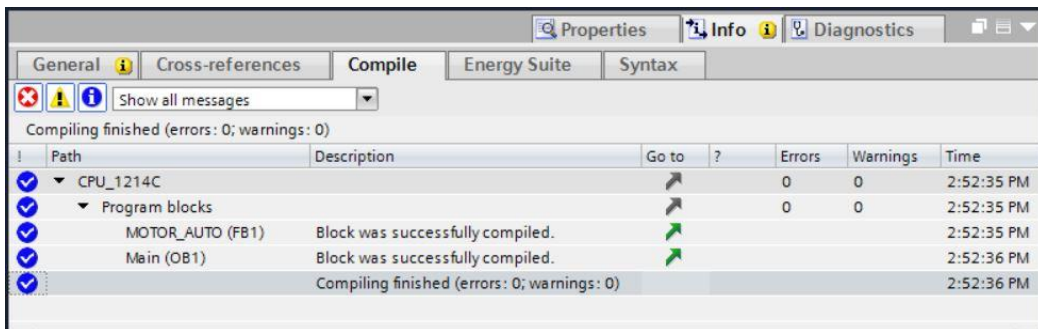 Properties Info Diagnostics
General Cross-references Compile Energy Suite Syntax
Show all messages
Compiling finished (errors: 0; warnings: 0)
! Path Description Go to ? Errors Warnings Time
CPU_1214C 0 0 2:52:35 PM
Program blocks 0 0 2:52:35 PM
MOTOR_AUTO (FB1) Block was successfully compiled. 2:52:35 PM
Main (OB1) Block was successfully compiled. 2:52:36 PM
Compiling finished (errors: 0; warnings: 0) 2:52:36 PM